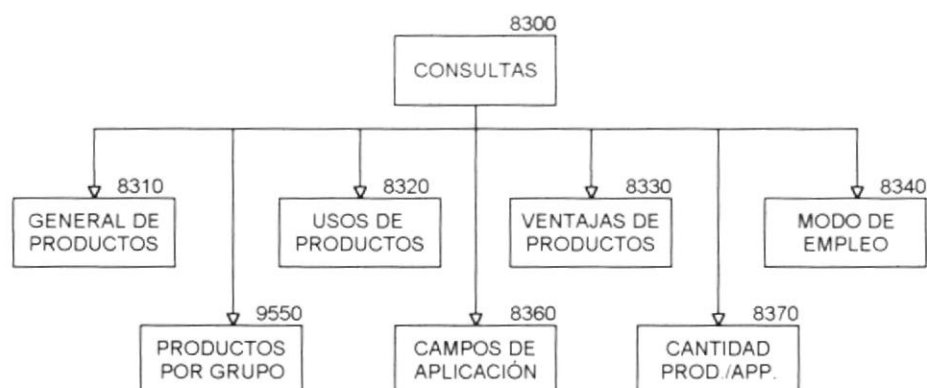 8300
CONSULTAS
8310
GENERAL DE
PRODUCTOS
8320
USOS DE
PRODUCTOS
8330
VENTAJAS DE
PRODUCTOS
8340
MODO DE
EMPLEO
9550
PRODUCTOS
POR GRUPO
8360
CAMPOS DE
APLICACIÓN
8370
CANTIDAD
PROD./APP.